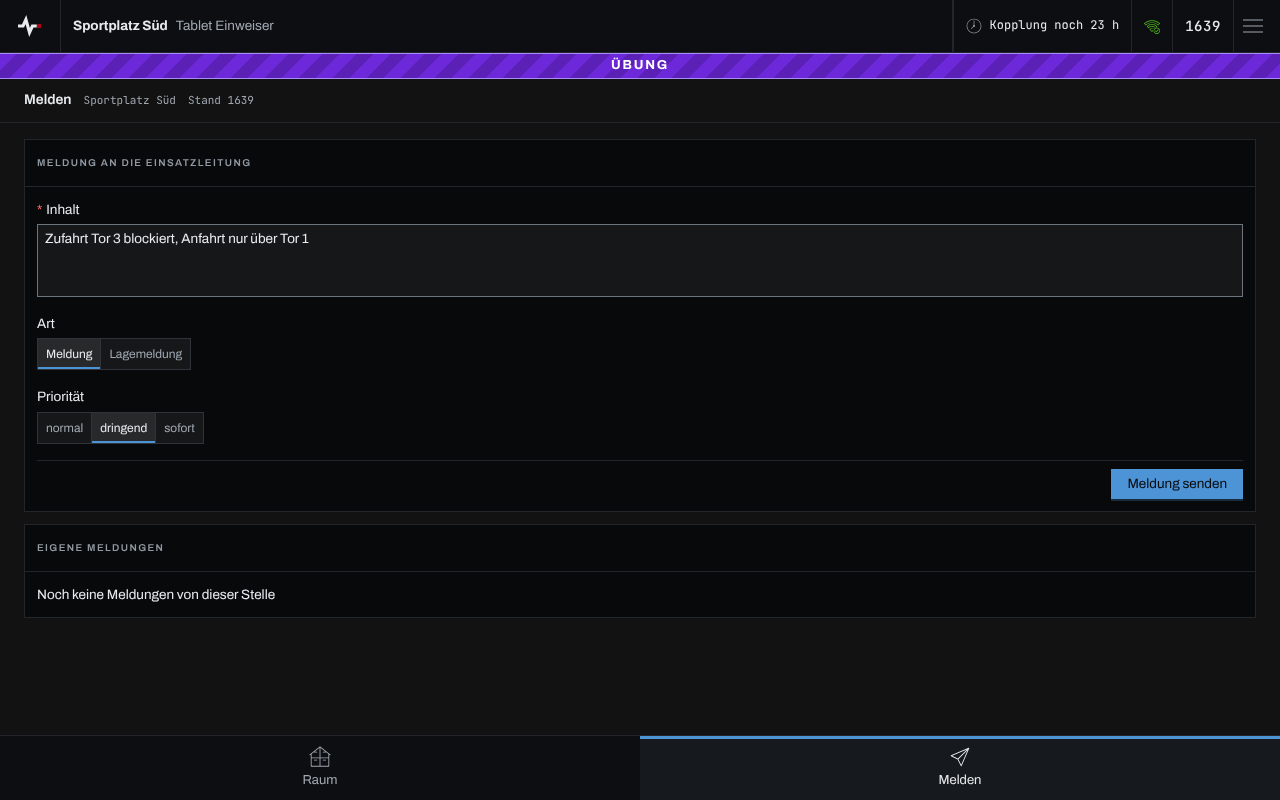 Sportplatz Süd Tablet Einweiser Kopplung noch 23 h 1639
ÜBUNG
Melden Sportplatz Süd Stand 1639
MELDUNG AN DIE EINSATZLEITUNG
* Inhalt
Zufahrt Tor 3 blockiert, Anfahrt nur über Tor 1
Art
Meldung Lagemeldung
Priorität
normal dringend sofort
Meldung senden
EIGENE MELDUNGEN
Noch keine Meldungen von dieser Stelle
Raum Melden